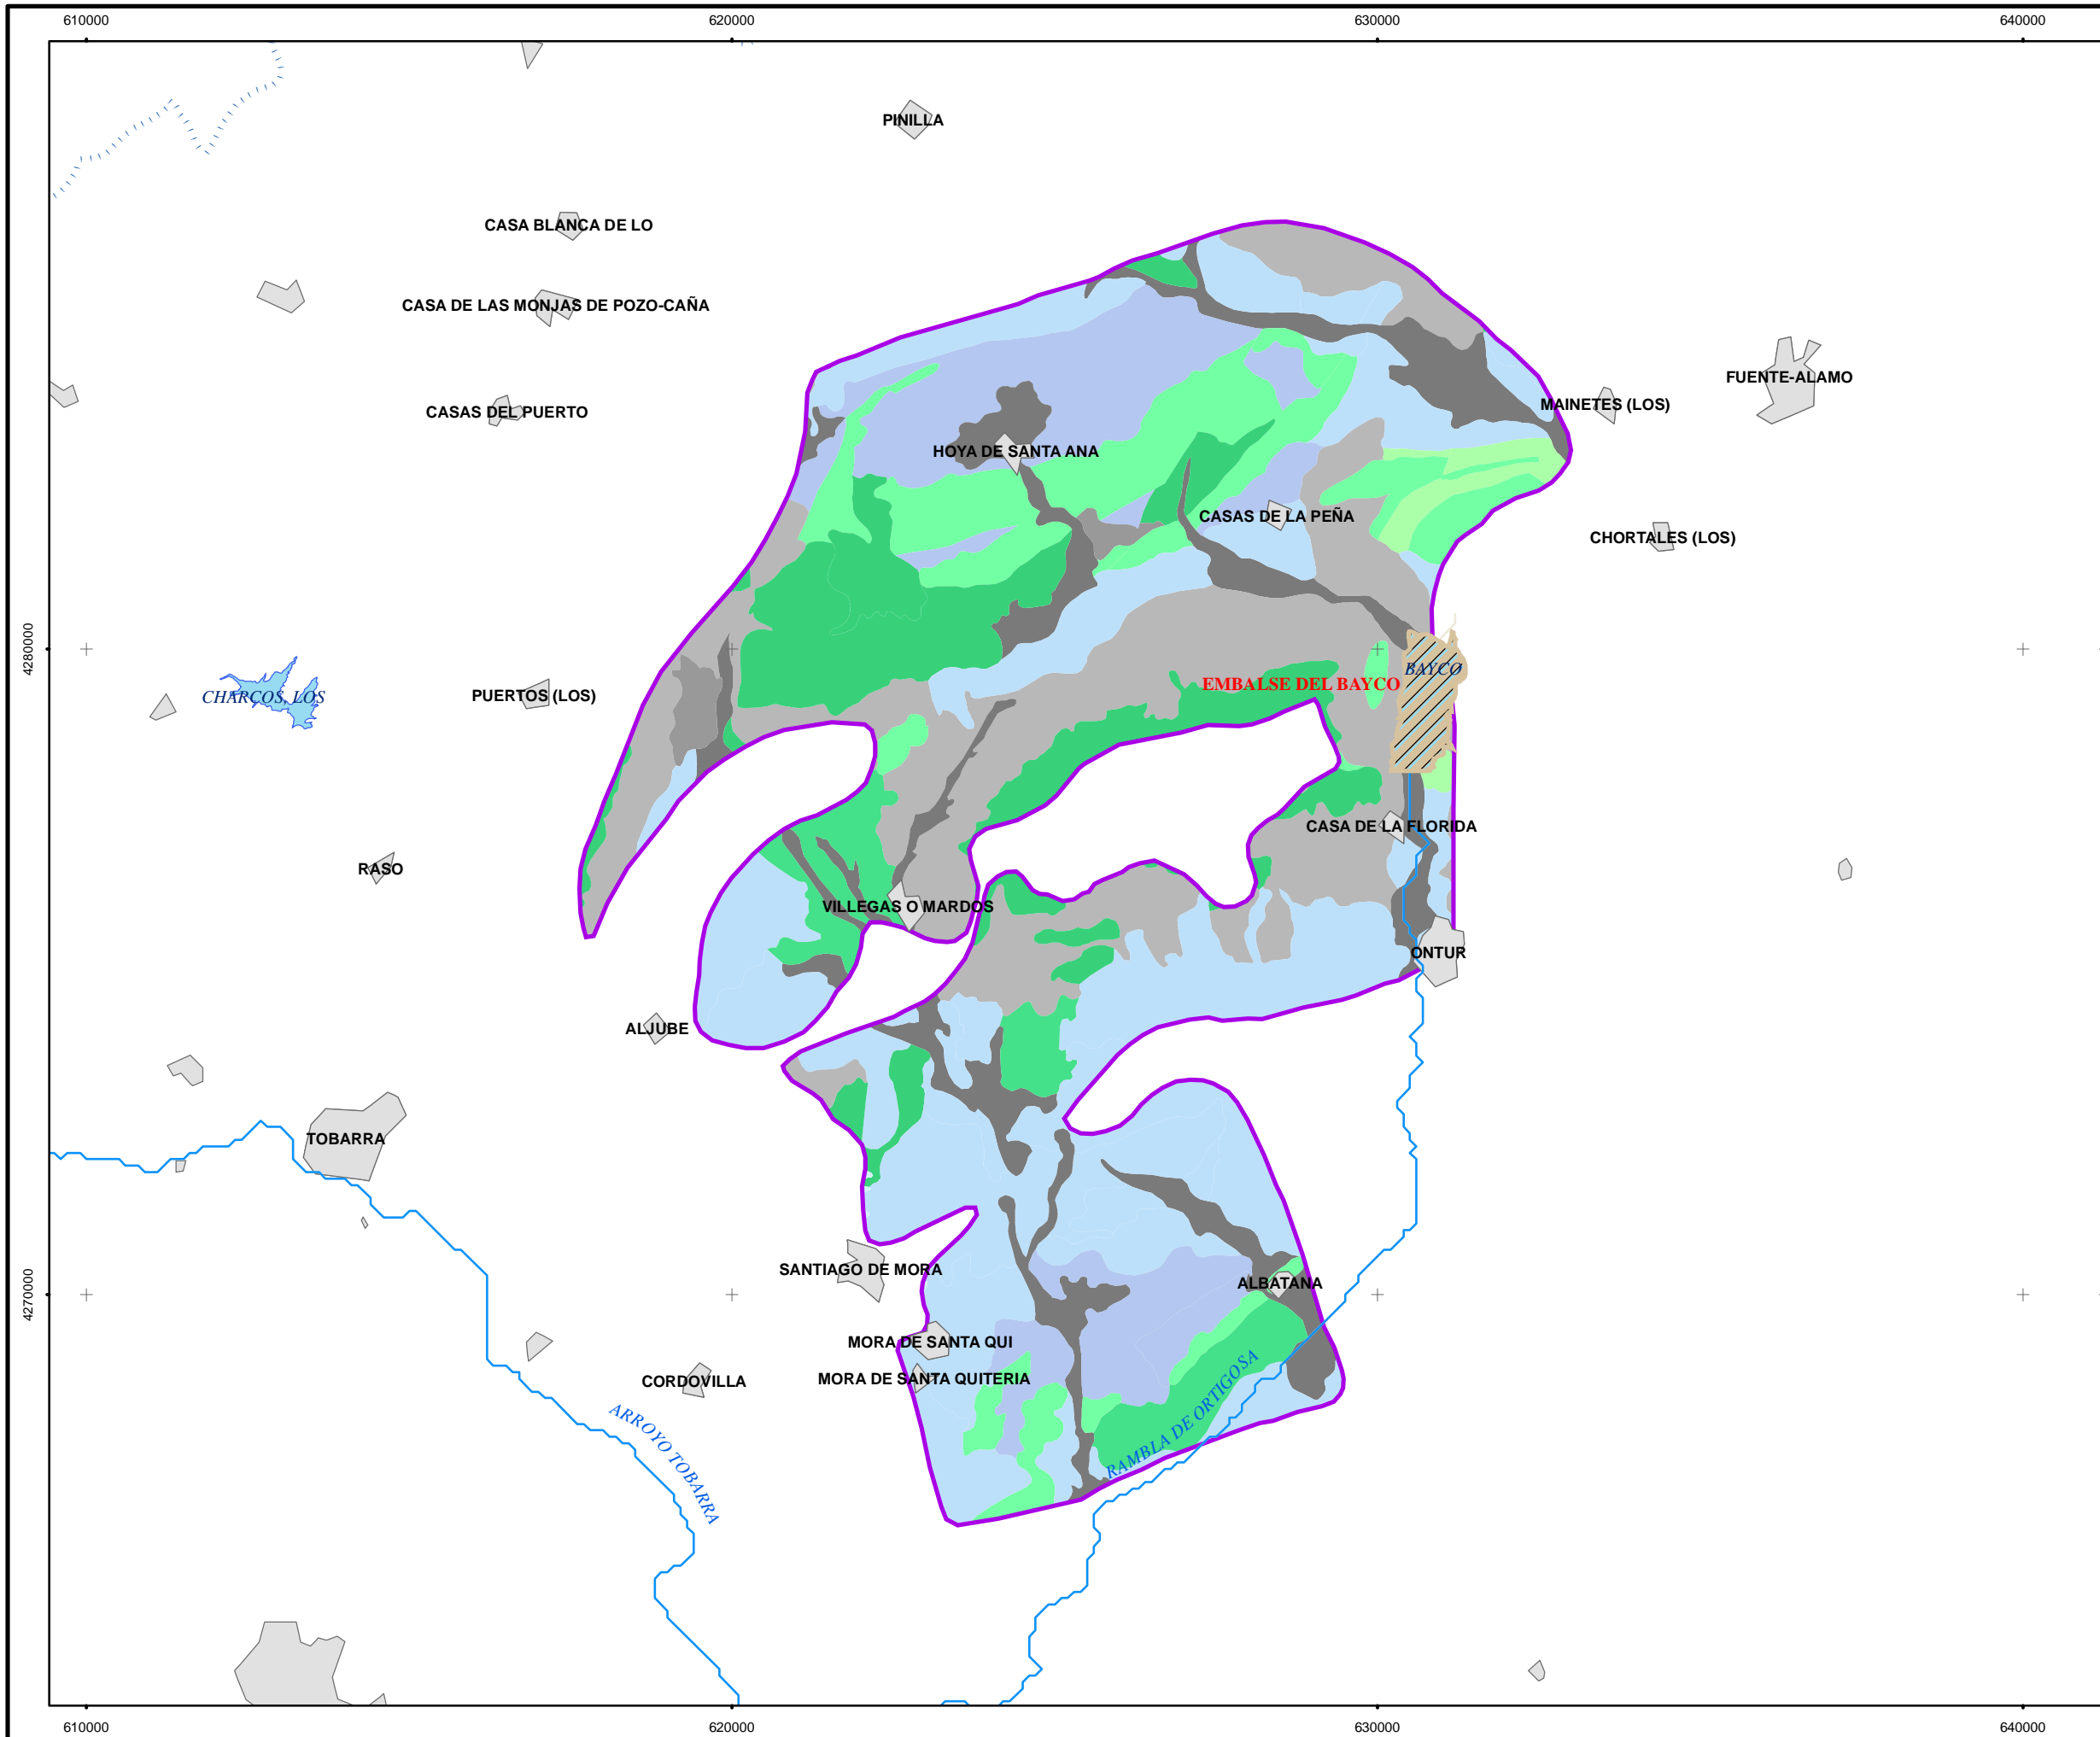 610000
620000
630000
640000
PINILLA
CASA BLANCA DE LO
CASA DE LAS MONJAS DE POZO-CAÑA
FUENTE-ALAMO
MAINETES (LOS)
CASAS DEL PUERTO
HOYA DE SANTA ANA
CASAS DE LA PEÑA
CHORTALES (LOS)
4280000
BAYCO
EMBALSE DEL BAYCO
CHARCOS, LOS
PUERTOS (LOS)
CASA DE LA FLORIDA
RASO
VILLEGAS O MARDOS
ONTUR
ALJUBE
TOBARRA
SANTIAGO DE MORA
ALBATANA
4270000
MORA DE SANTA QUI
MORA DE SANTA QUITERIA
CORDOVILLA
RAMBLA DE ORTIGOSA
ARROYO TOBARRA
610000
620000
630000
640000